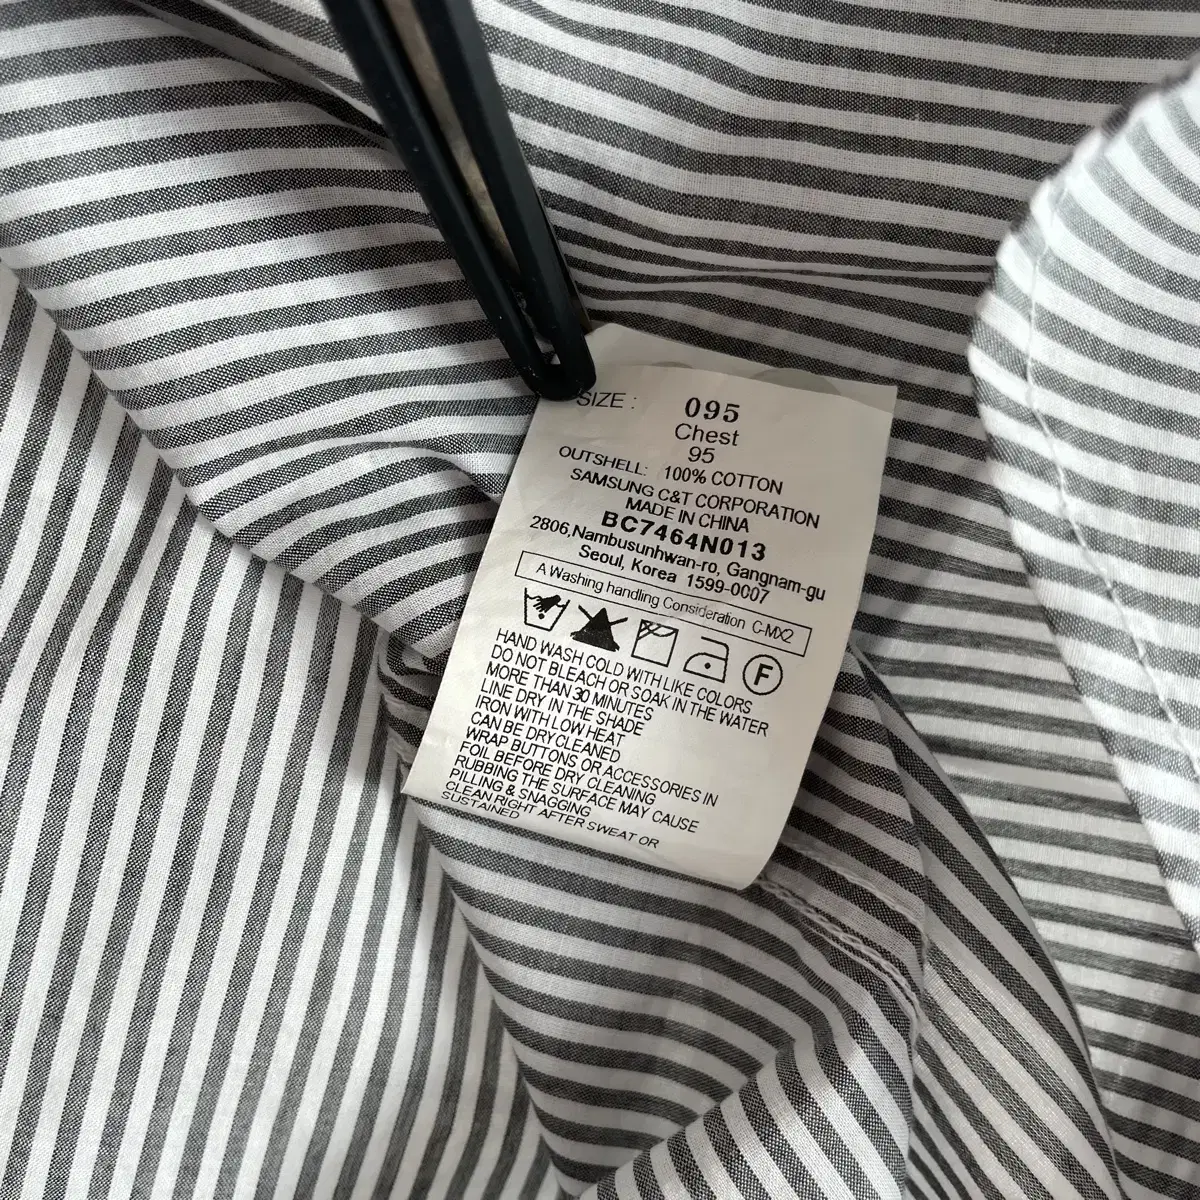 SIZE : 095
Chest
95
OUTSHELL: 100% COTTON
SAMSUNG C&T CORPORATION
MADE IN CHINA
BC7464N013
2806,Nambusunhwan-ro, Gangnam-gu
Seoul, Korea 1599-0007
A Washing handling Consideration C-MX2
F
HAND WASH COLD WITH LIKE COLORS
DO NOT BLEACH OR SOAK IN THE WATER
MORE THAN 30 MINUTES
LINE DRY IN THE SHADE
IRON WITH LOW HEAT
CAN BE DRY CLEANED
WRAP BUTTONS OR ACCESSORIES IN
FOIL BEFORE DRY CLEANING
RUBBING THE SURFACE MAY CAUSE
PILLING & SNAGGING
CLEAN RIGHT AFTER SWEAT OR
SUSTAINED